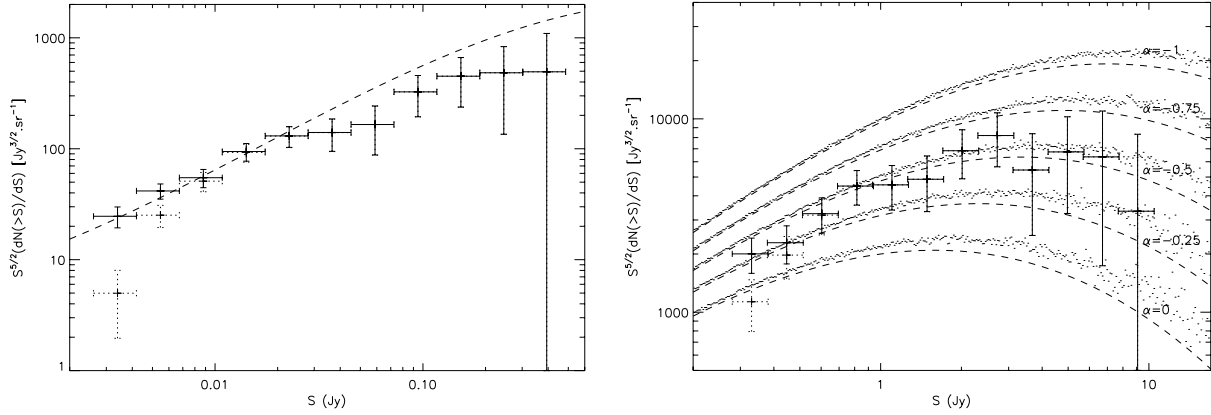 1000
100
10
1
0.01
0.10
S (Jy)
S^{5/2}(dN(>S)/dS) [Jy^{3/2}.sr^{-1}]
10000
1000
1
10
S (Jy)
S^{5/2}(dN(>S)/dS) [Jy^{3/2}.sr^{-1}]
α=-1
α=-0.75
α=-0.5
α=-0.25
α=0